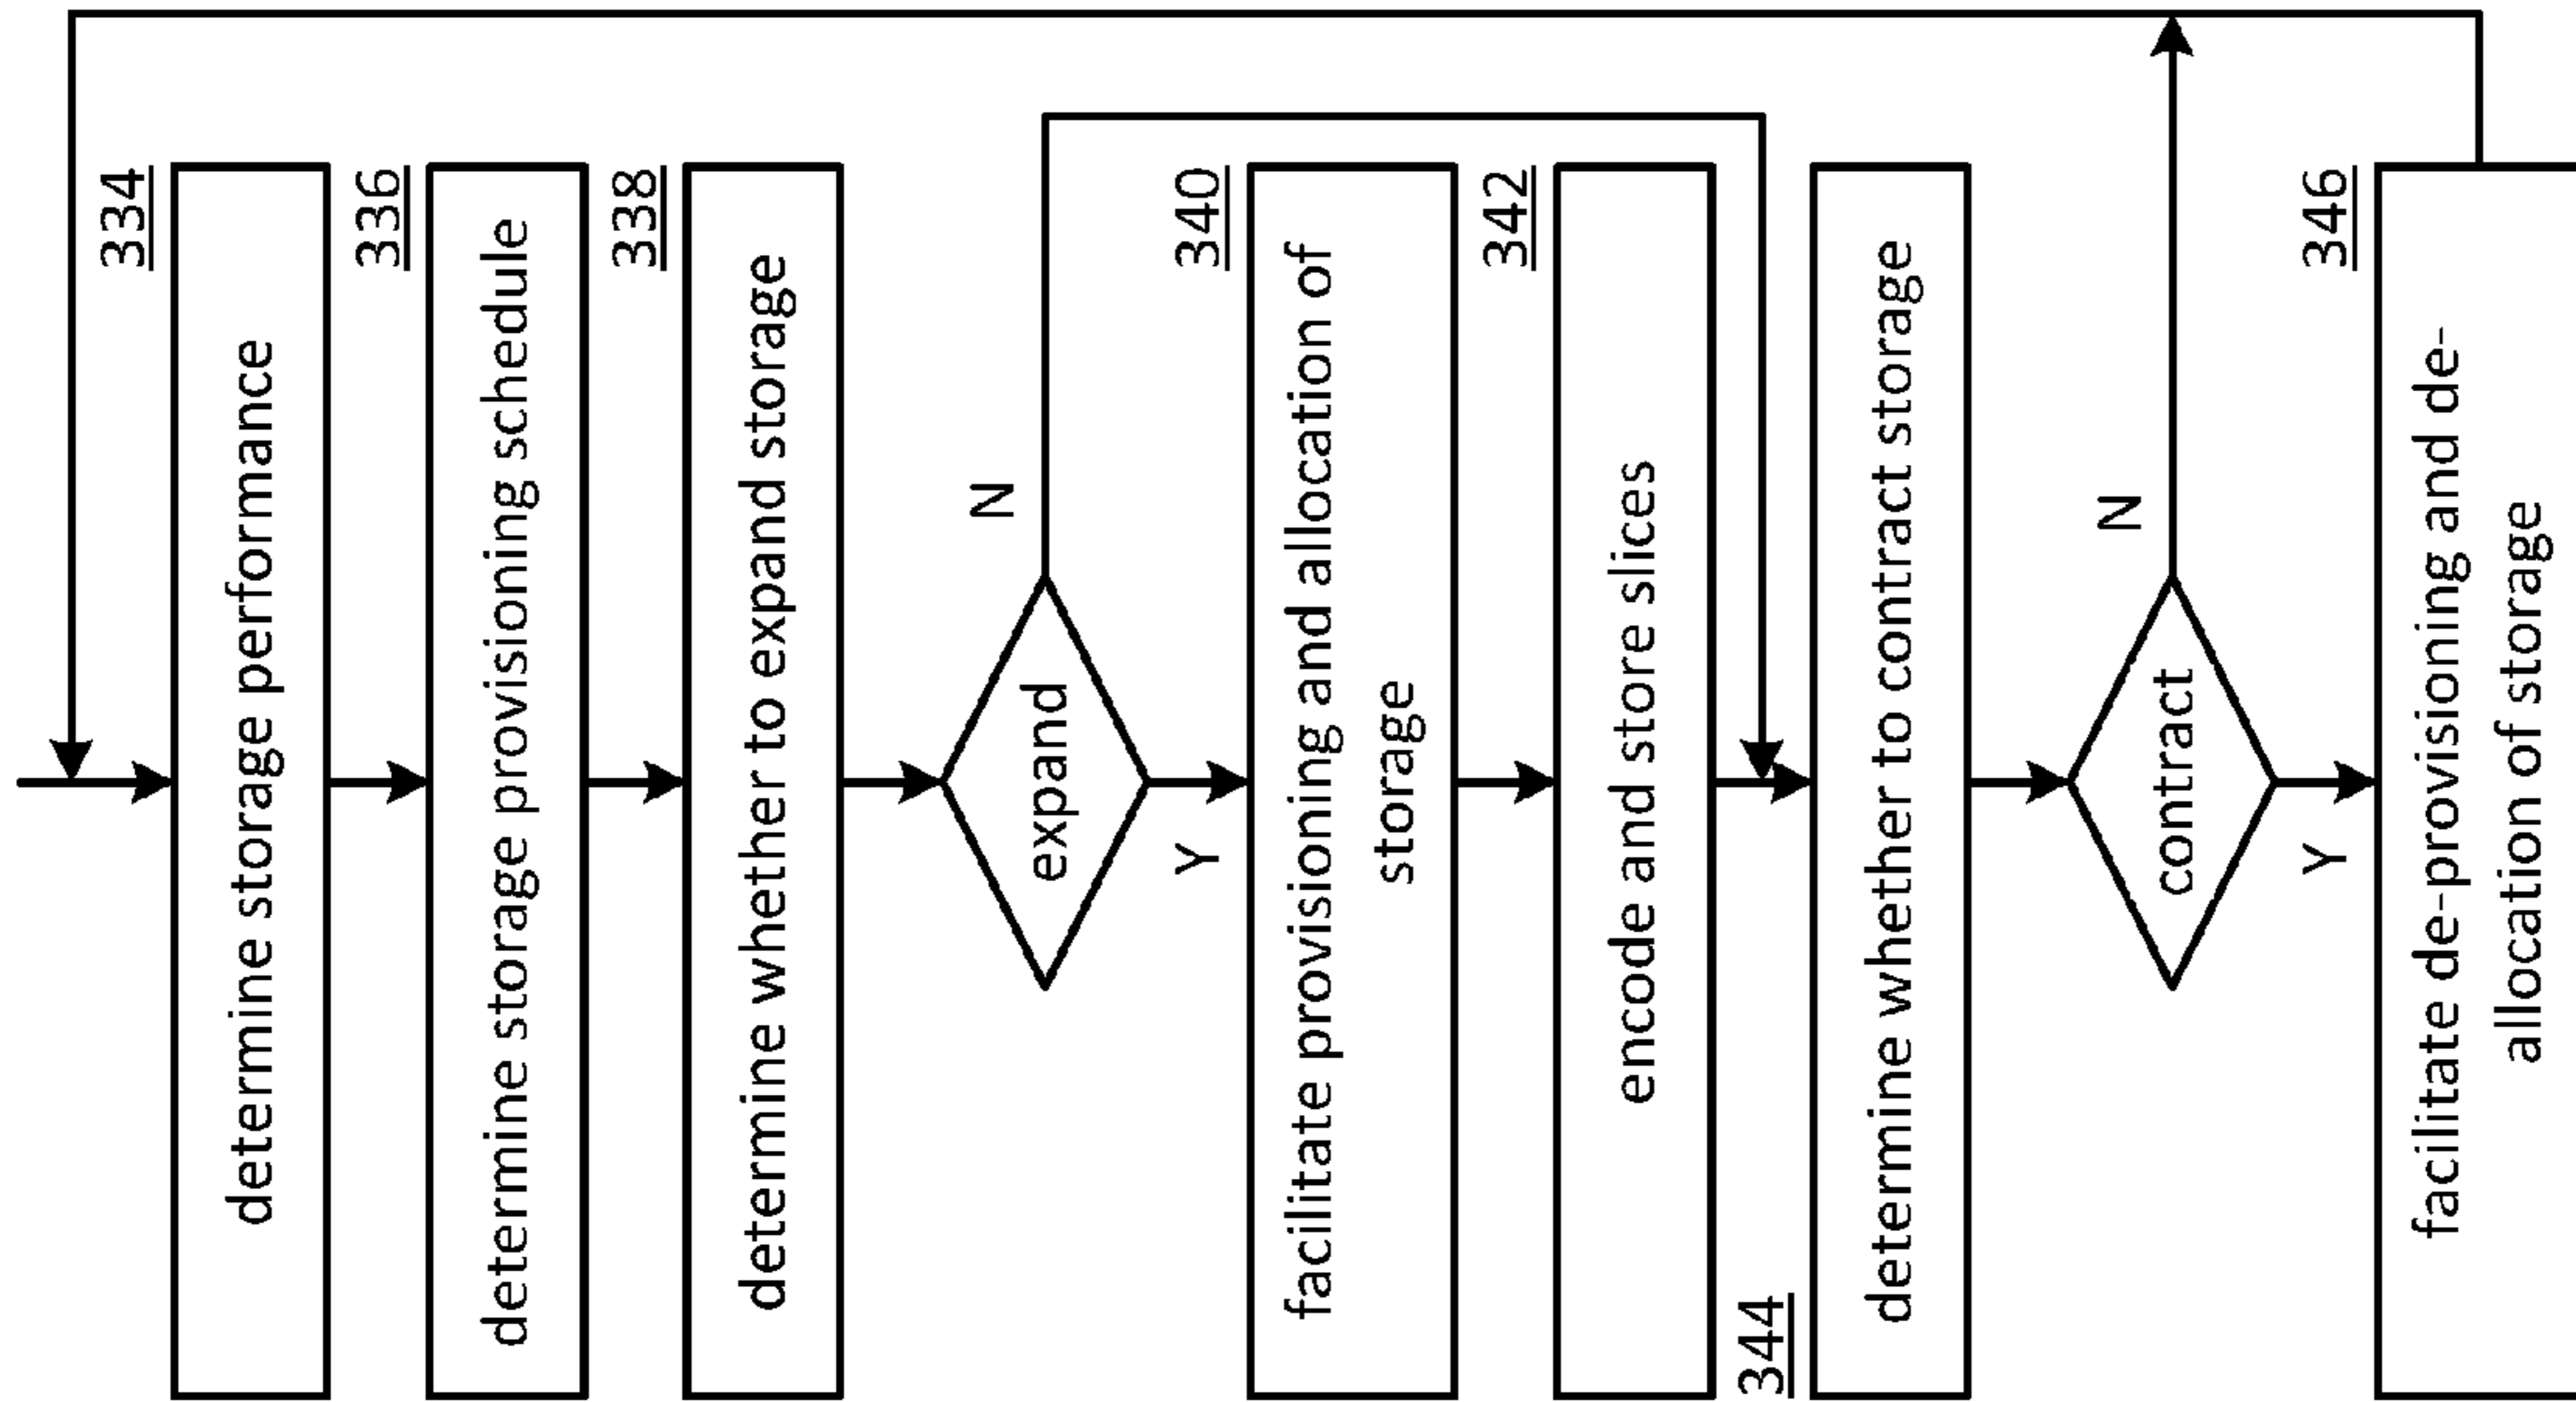 334
determine storage performance
336
determine storage provisioning schedule
338
determine whether to expand storage
expand
N
Y
340
facilitate provisioning and allocation of
storage
342
encode and store slices
344
determine whether to contract storage
contract
N
Y
346
facilitate de-provisioning and de-
allocation of storage